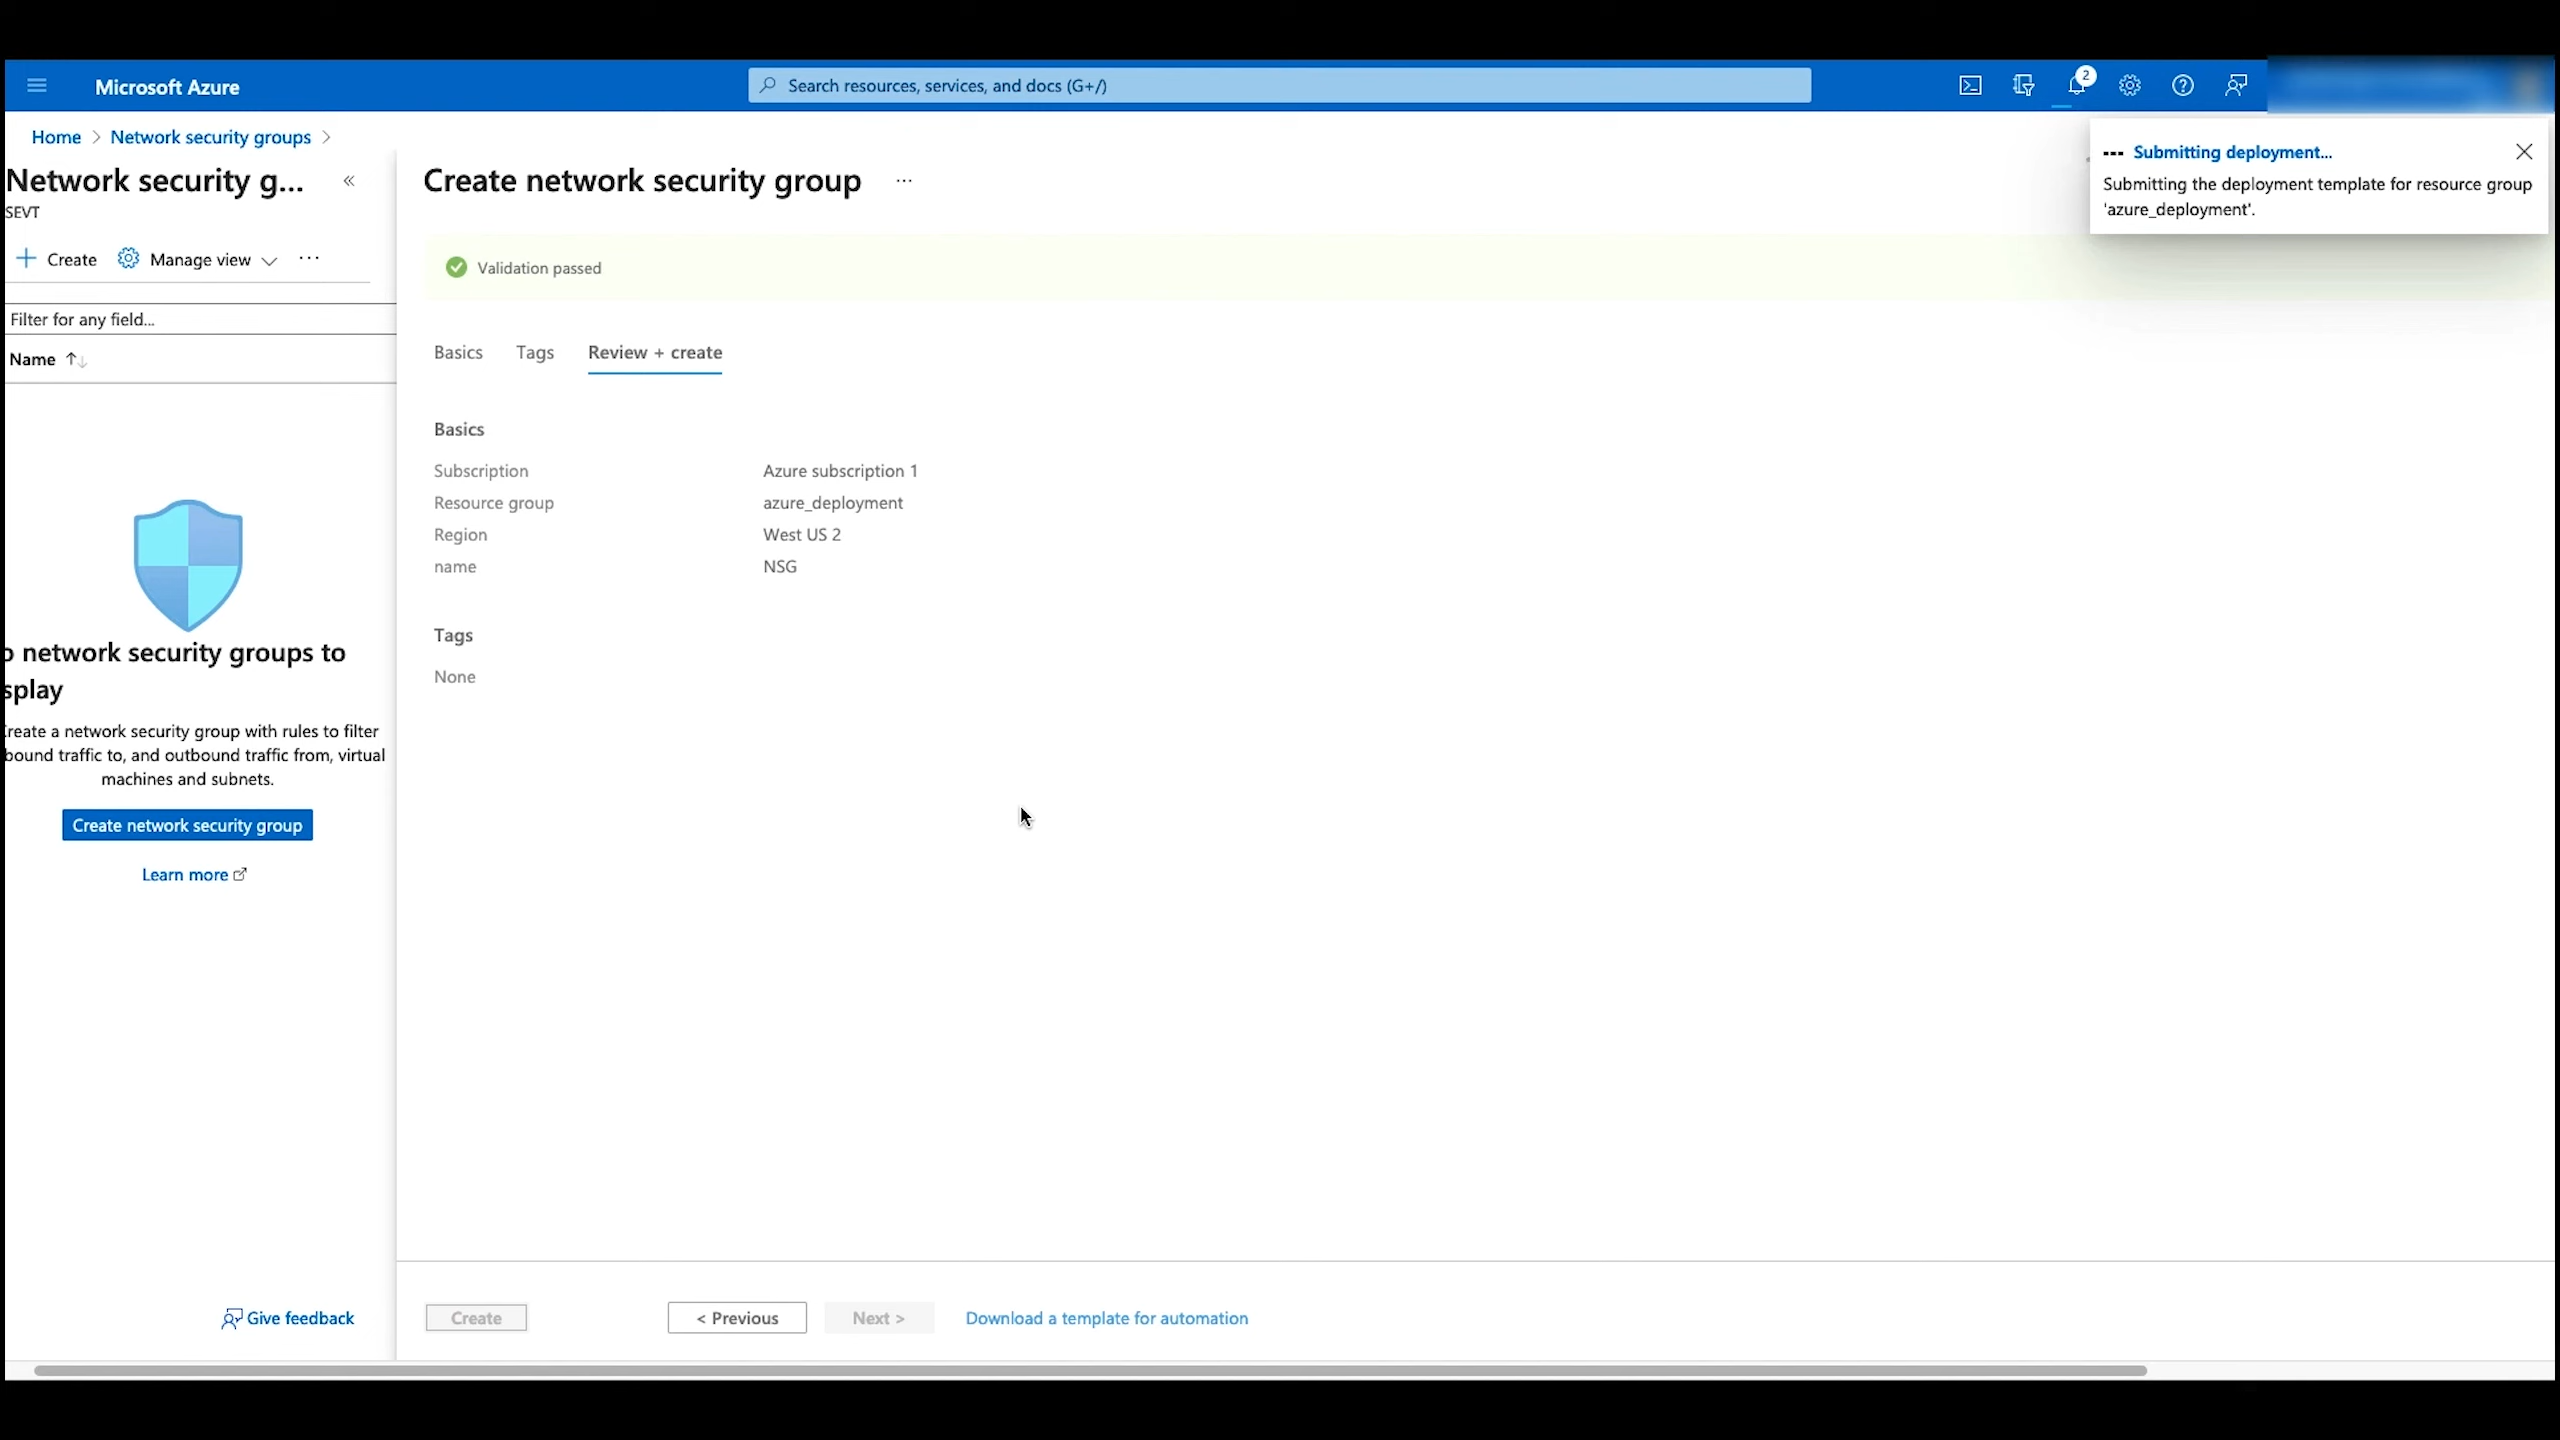 Microsoft Azure
Search resources, services, and docs (G+/)
2
Home > Network security groups >
Network security g... «
SEVT
+ Create Manage view ...
Filter for any field...
Name ↑↓
o network security groups to
splay
reate a network security group with rules to filter
bound traffic to, and outbound traffic from, virtual
machines and subnets.
Create network security group
Learn more
Give feedback
Create network security group ...
Validation passed
Basics Tags Review + create
Basics
Subscription Azure subscription 1
Resource group azure_deployment
Region West US 2
name NSG
Tags
None
Create < Previous Next > Download a template for automation
Submitting deployment...
Submitting the deployment template for resource group
'azure_deployment'.